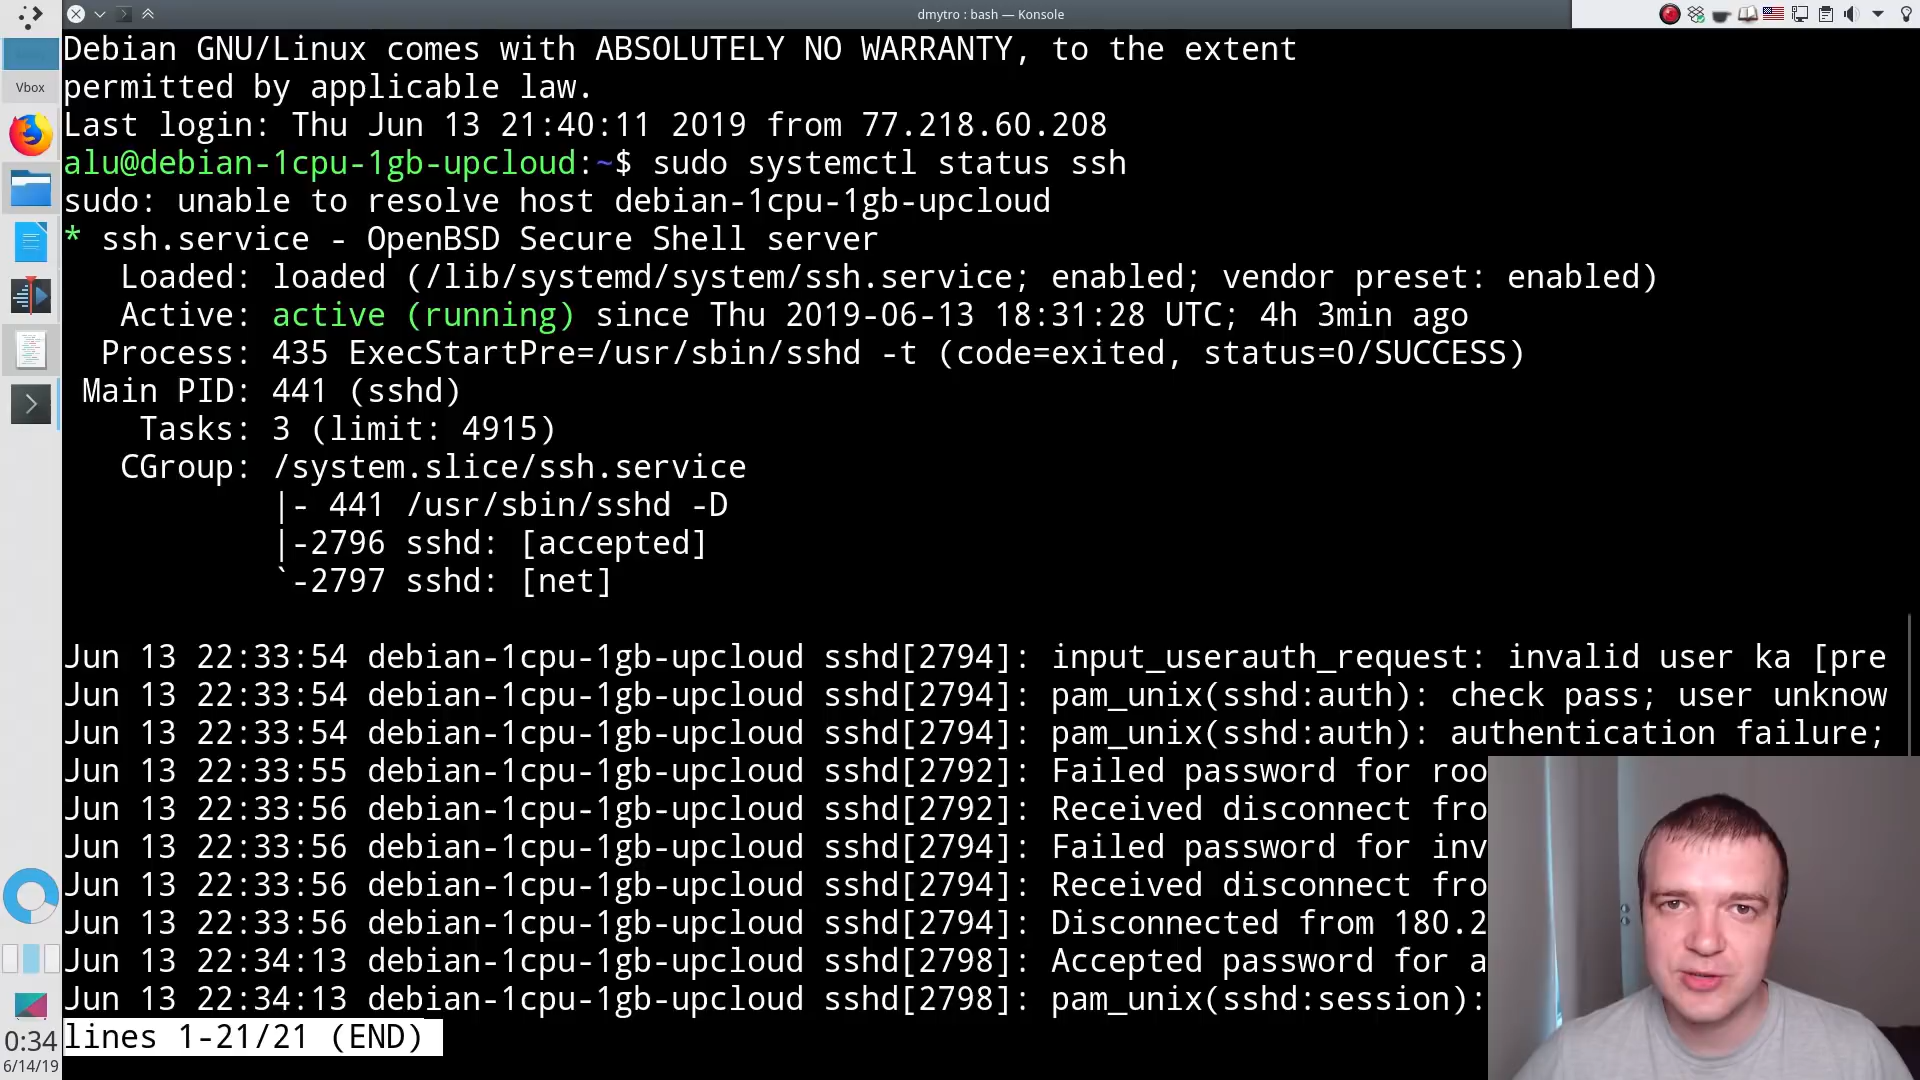 dmytro : bash — Konsole
Vbox
Debian GNU/Linux comes with ABSOLUTELY NO WARRANTY, to the extent
permitted by applicable law.
Last login: Thu Jun 13 21:40:11 2019 from 77.218.60.208
alu@debian-1cpu-1gb-upcloud:~$ sudo systemctl status ssh
sudo: unable to resolve host debian-1cpu-1gb-upcloud
* ssh.service - OpenBSD Secure Shell server
Loaded: loaded (/lib/systemd/system/ssh.service; enabled; vendor preset: enabled)
Active: active (running) since Thu 2019-06-13 18:31:28 UTC; 4h 3min ago
Process: 435 ExecStartPre=/usr/sbin/sshd -t (code=exited, status=0/SUCCESS)
Main PID: 441 (sshd)
Tasks: 3 (limit: 4915)
CGroup: /system.slice/ssh.service
|- 441 /usr/sbin/sshd -D
|-2796 sshd: [accepted]
`-2797 sshd: [net]
Jun 13 22:33:54 debian-1cpu-1gb-upcloud sshd[2794]: input_userauth_request: invalid user ka [pre
Jun 13 22:33:54 debian-1cpu-1gb-upcloud sshd[2794]: pam_unix(sshd:auth): check pass; user unknow
Jun 13 22:33:54 debian-1cpu-1gb-upcloud sshd[2794]: pam_unix(sshd:auth): authentication failure;
Jun 13 22:33:55 debian-1cpu-1gb-upcloud sshd[2792]: Failed password for roo
Jun 13 22:33:56 debian-1cpu-1gb-upcloud sshd[2792]: Received disconnect fro
Jun 13 22:33:56 debian-1cpu-1gb-upcloud sshd[2794]: Failed password for inv
Jun 13 22:33:56 debian-1cpu-1gb-upcloud sshd[2794]: Received disconnect fro
Jun 13 22:33:56 debian-1cpu-1gb-upcloud sshd[2794]: Disconnected from 180.2
Jun 13 22:34:13 debian-1cpu-1gb-upcloud sshd[2798]: Accepted password for a
Jun 13 22:34:13 debian-1cpu-1gb-upcloud sshd[2798]: pam_unix(sshd:session):
lines 1-21/21 (END)
0:34
6/14/19